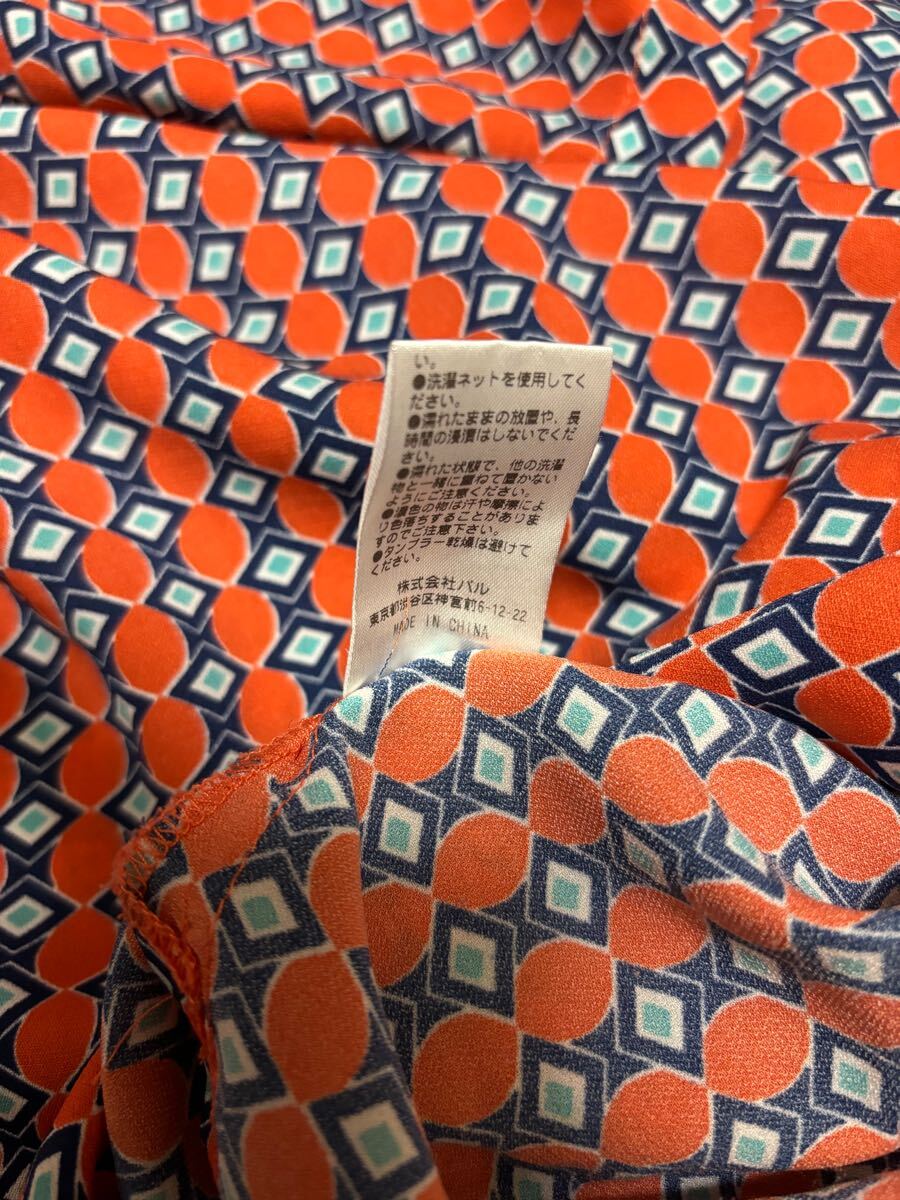 い。
●洗濯ネットを使用してく
ださい。
●濡れたままの放置や、長
時間の浸漬はしないでくだ
さい。
●濡れた状態で、他の洗濯
物と一緒に重ねて置かない
ようにご注意ください。
●濃色の物は汗や摩擦によ
り色落ちすることがありま
すのでご注意下さい。
●タンブラー乾燥は避けて
ください。
株式会社パル
東京都渋谷区神宮前6-12-22
MADE IN CHINA